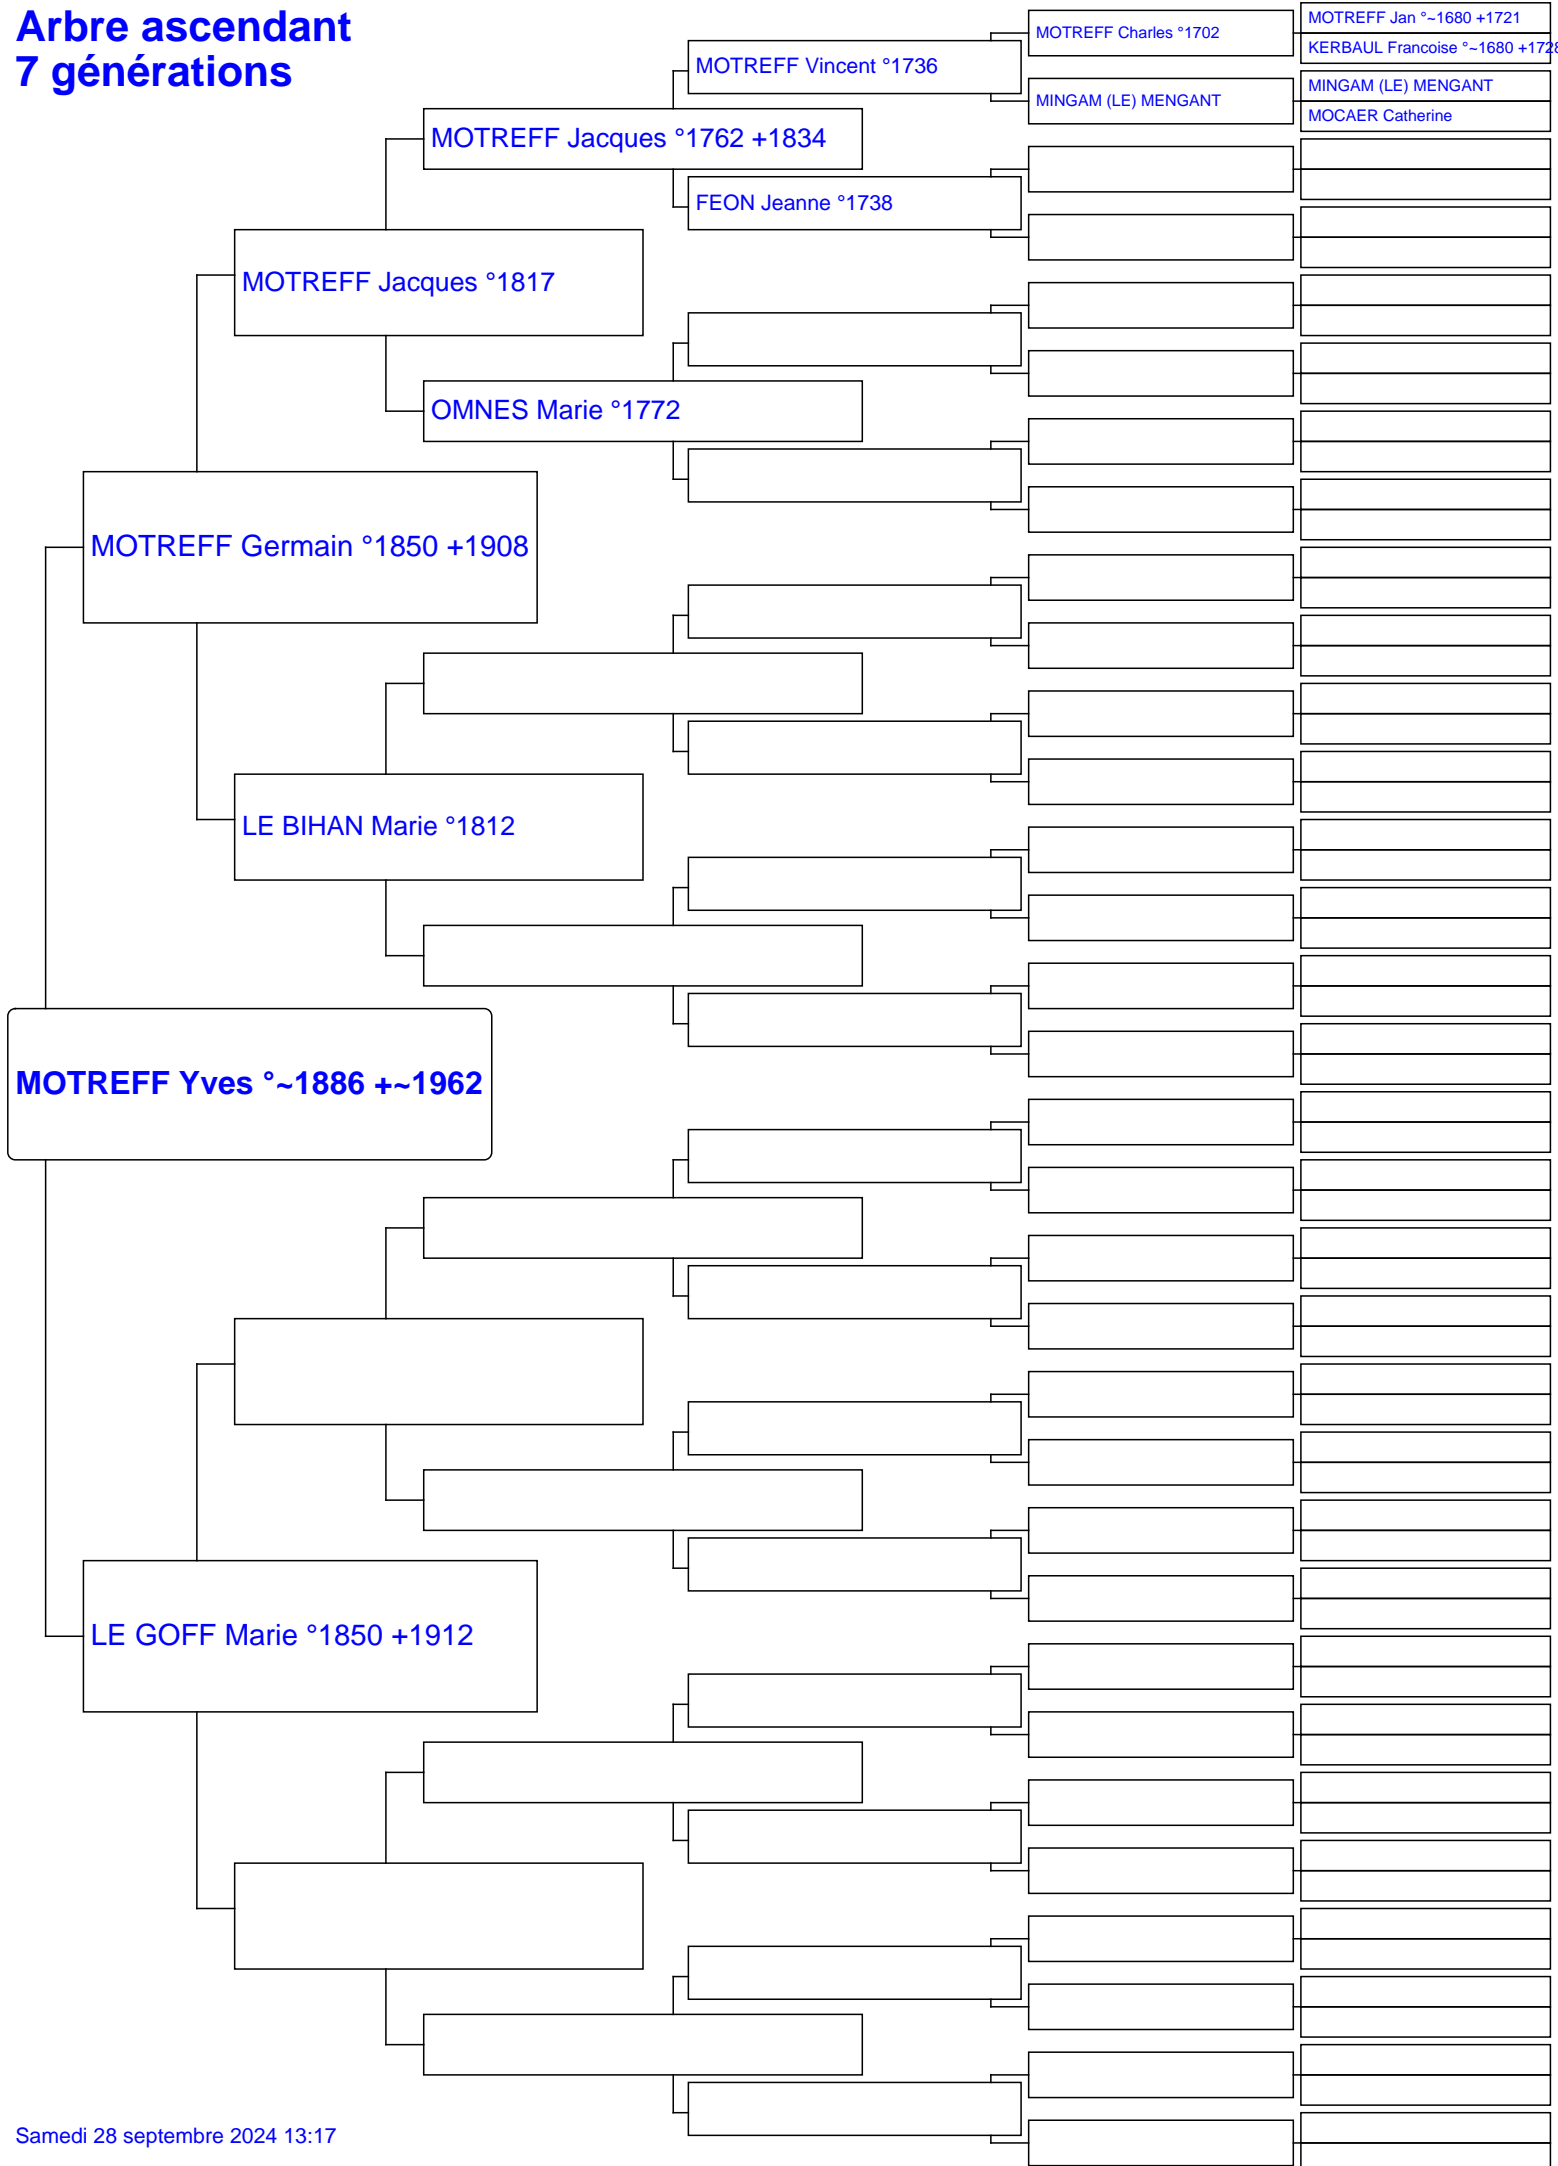 Arbre ascendant
7 générations
MOTREFF Jan °~1680 +1721
MOTREFF Charles °1702
KERBAUL Francoise °~1680 +1728
MOTREFF Vincent °1736
MINGAM (LE) MENGANT
MINGAM (LE) MENGANT
MOCAER Catherine
MOTREFF Jacques °1762 +1834
FEON Jeanne °1738
MOTREFF Jacques °1817
OMNES Marie °1772
MOTREFF Germain °1850 +1908
LE BIHAN Marie °1812
MOTREFF Yves °~1886 +~1962
LE GOFF Marie °1850 +1912
Samedi 28 septembre 2024 13:17